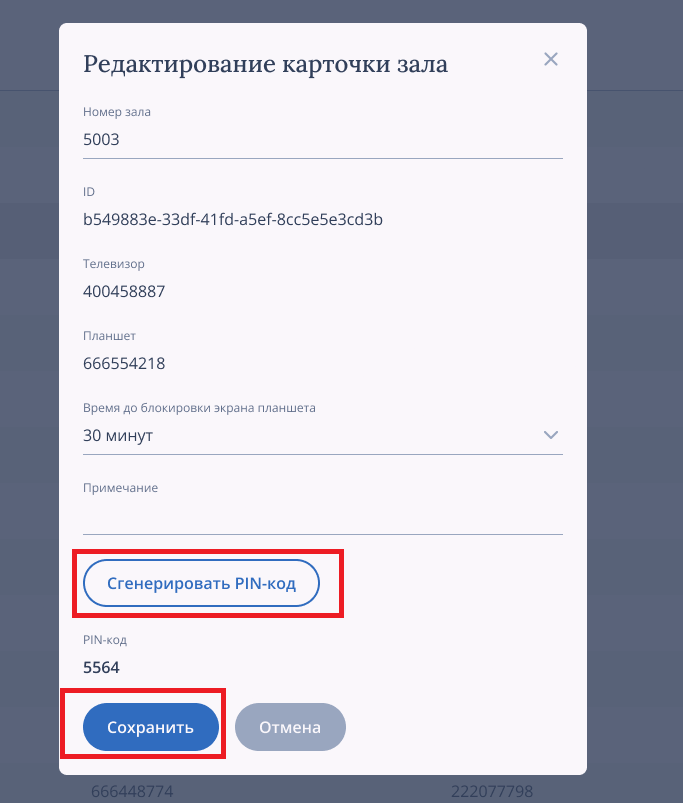 Редактирование карточки зала
Номер зала
5003
ID
b549883e-33df-41fd-a5ef-8cc5e5e3cd3b
Телевизор
400458887
Планшет
666554218
Время до блокировки экрана планшета
30 минут
Примечание
Сгенерировать PIN-код
PIN-код
5564
Сохранить Отмена
666448774 222077798